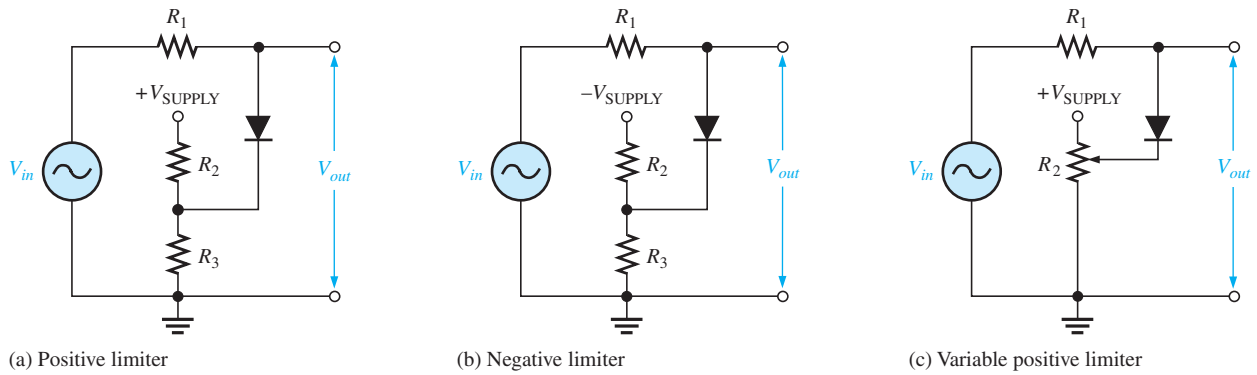 R1
+VSUPPLY
R2
Vin
Vout
R3
(a) Positive limiter
R1
−VSUPPLY
R2
Vin
Vout
R3
(b) Negative limiter
R1
+VSUPPLY
R2
Vin
Vout
(c) Variable positive limiter